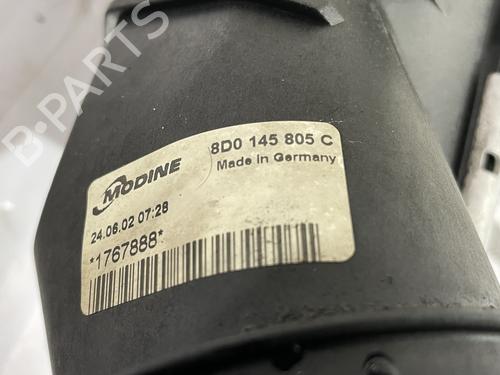 MODINE
8D0 145 805 C
Made in Germany
24.06.02 07:28
*1767888*
B-PARTS